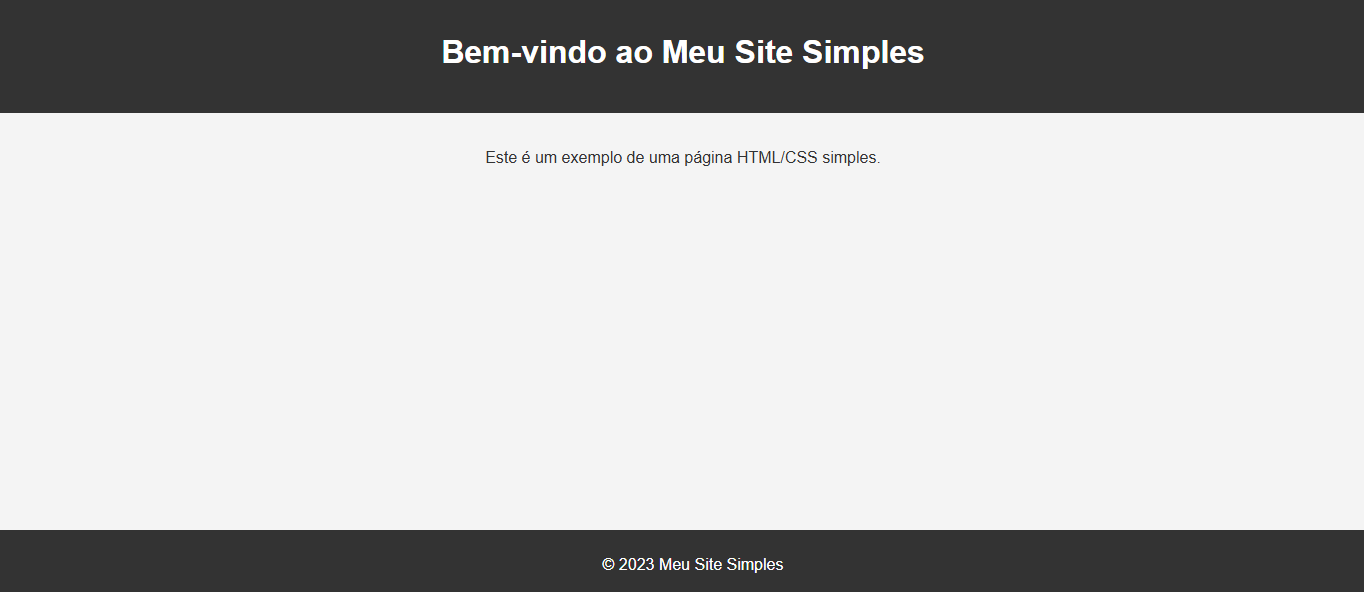 Bem-vindo ao Meu Site Simples
Este é um exemplo de uma página HTML/CSS simples.
© 2023 Meu Site Simples